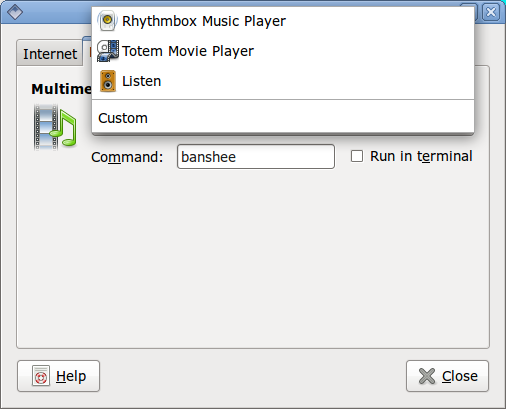 Rhythmbox Music Player
Totem Movie Player
Listen
Custom
Internet
Multime
Command: banshee Run in terminal
Help Close